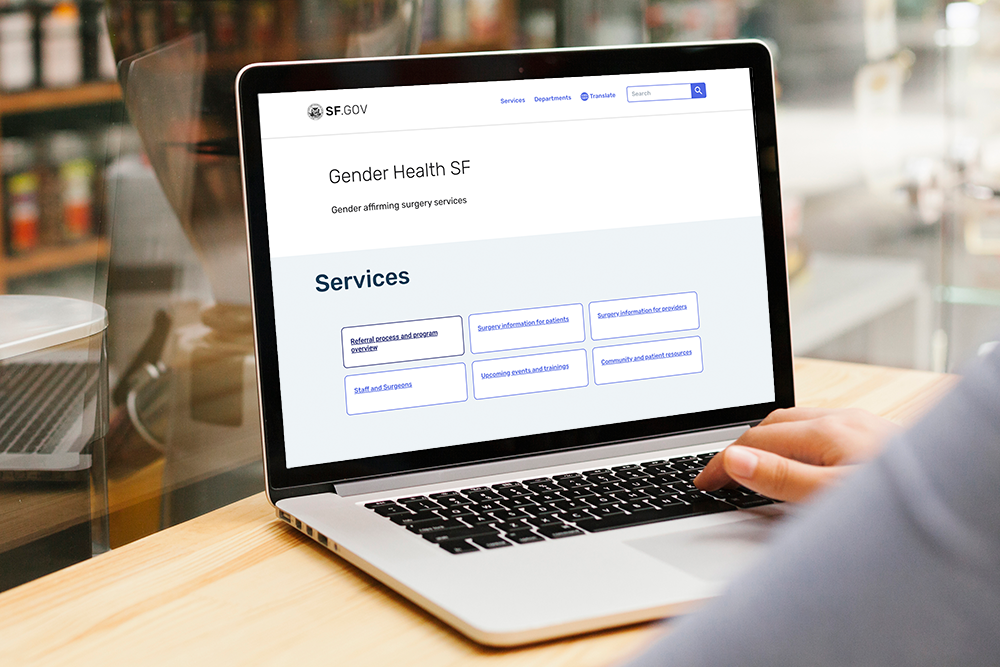 SF.GOV
Services
Departments
Translate
Search
Gender Health SF
Gender affirming surgery services
Services
Referral process and program
overview
Surgery information for patients
Surgery information for providers
Staff and Surgeons
Upcoming events and trainings
Community and patient resources